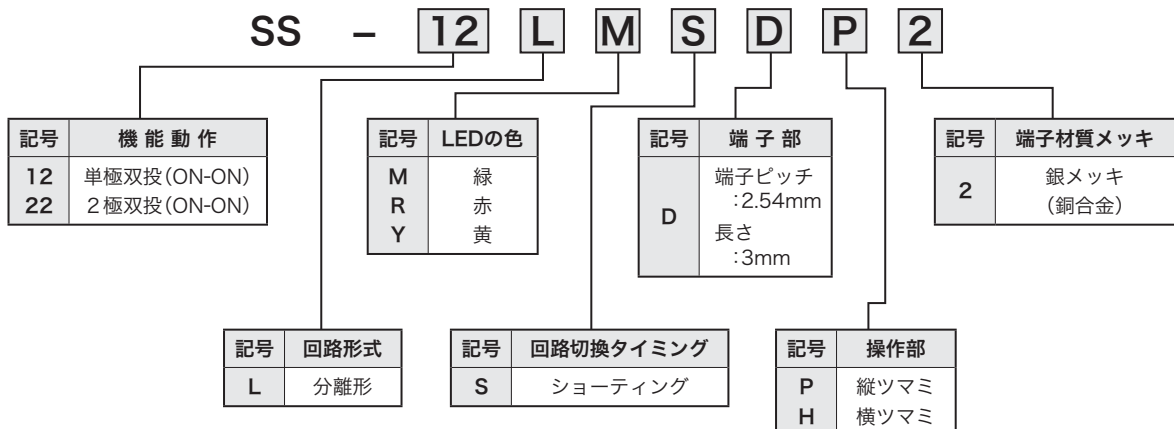 SS – 12 L M S D P 2
記号 機能動作
12 単極双投(ON-ON)
22 2極双投(ON-ON)
記号 LEDの色
M 緑
R 赤
Y 黄
記号 端子部
D 端子ピッチ
:2.54mm
長さ
:3mm
記号 端子材質メッキ
2 銀メッキ
(銅合金)
記号 回路形式
L 分離形
記号 回路切換タイミング
S ショーティング
記号 操作部
P 縦ツマミ
H 横ツマミ